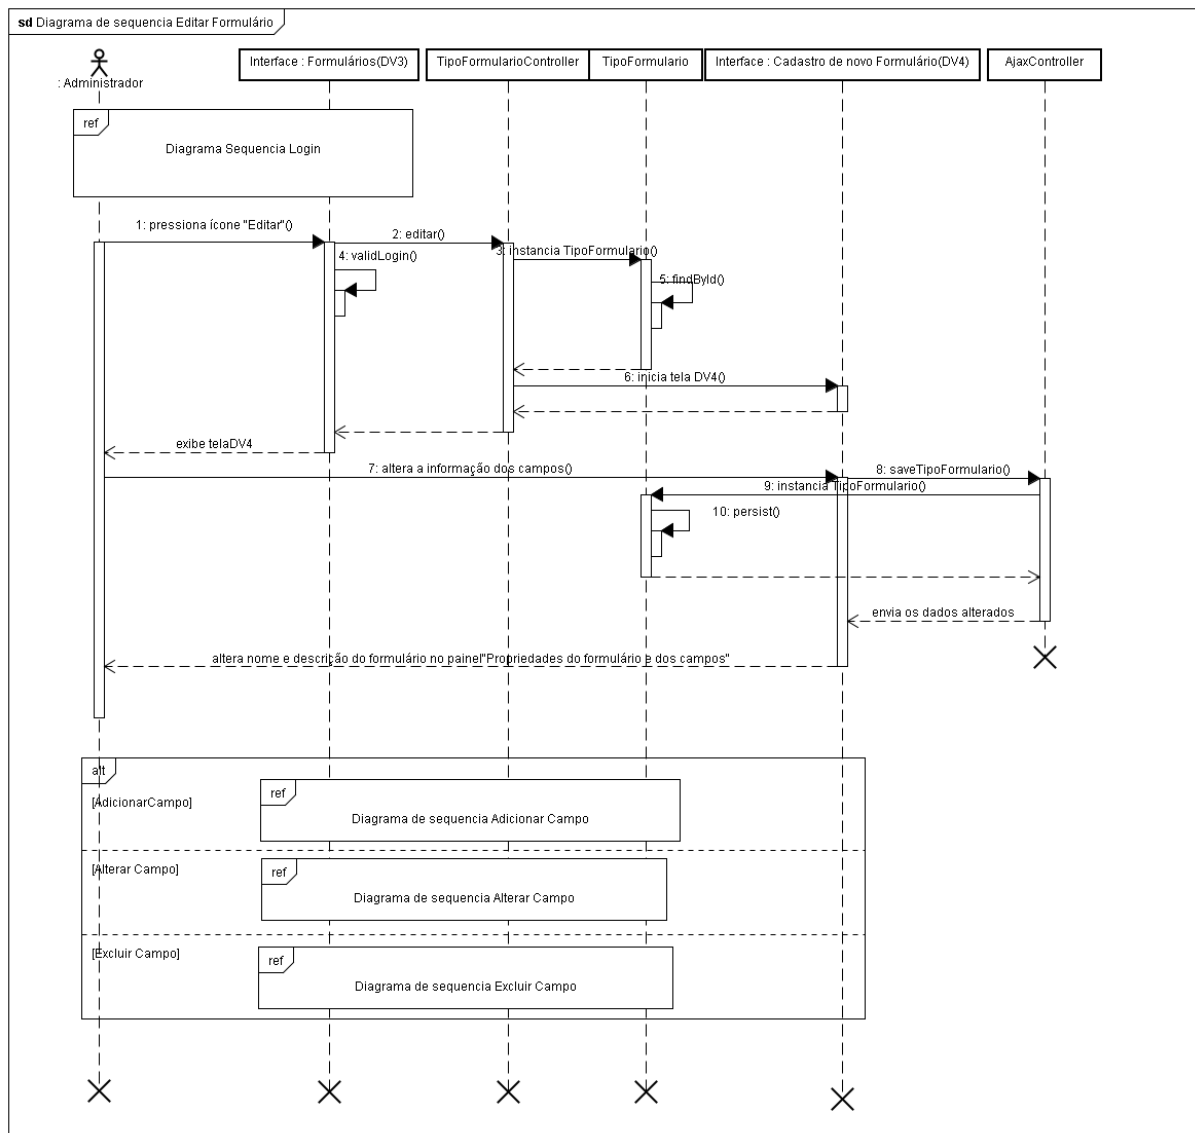 sd Diagrama de sequencia Editar Formulário
: Administrador
Interface : Formulários(DV3)
TipoFormularioController
TipoFormulario
Interface : Cadastro de novo Formulário(DV4)
AjaxController
ref
Diagrama Sequencia Login
1: pressiona ícone "Editar"()
2: editar()
3: instancia TipoFormulario()
4: validLogin()
5: findById()
6: inicia tela DV4()
exibe telaDV4
7: altera a informação dos campos()
8: saveTipoFormulario()
9: instancia TipoFormulario()
10: persist()
envia os dados alterados
altera nome e descrição do formulário no painel"Propriedades do formulário e dos campos"
alt
[AdicionarCampo]
ref
Diagrama de sequencia Adicionar Campo
[Alterar Campo]
ref
Diagrama de sequencia Alterar Campo
[Excluir Campo]
ref
Diagrama de sequencia Excluir Campo